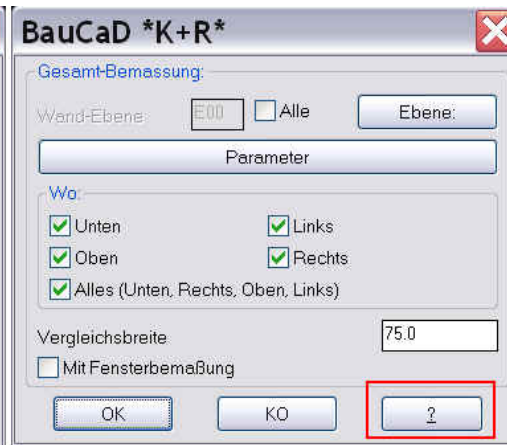 BauCaD *K+R*
Gesamt-Bemassung:
Wand-Ebene E00 Alle Ebene:
Parameter
Wo:
Unten Links
Oben Rechts
Alles (Unten, Rechts, Oben, Links)
Vergleichsbreite 75.0
Mit Fensterbemaßung
OK KO ?